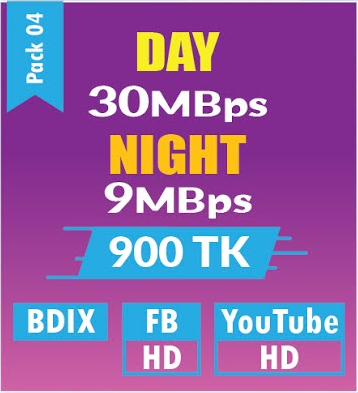 Pack 04
DAY
30MBps
NIGHT
9MBps
900 TK
BDIX
FB
HD
YouTube
HD